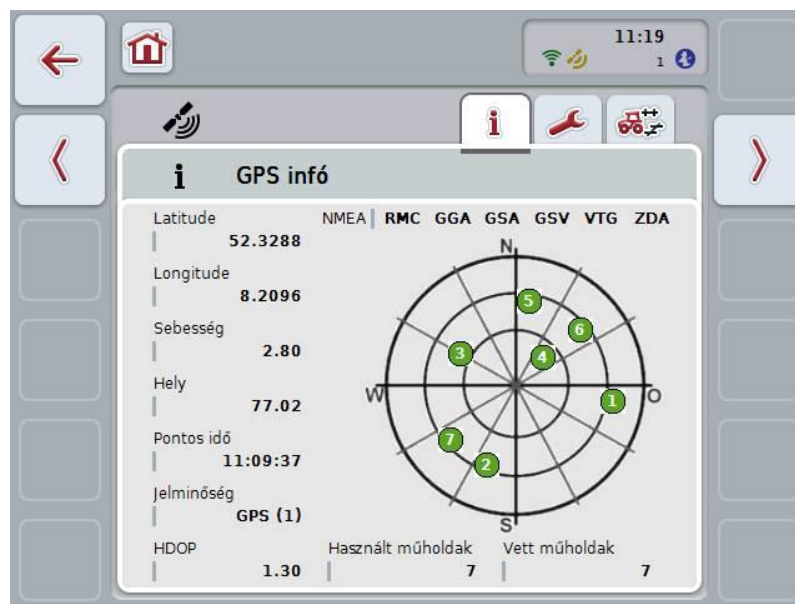 11:19
1
i
i GPS infó
Latitude
52.3288
NMEA RMC GGA GSA GSV VTG ZDA
Longitude
8.2096
Sebesség
2.80
Hely
77.02
Pontos idő
11:09:37
Jelminőség
GPS (1)
HDOP
1.30
Használt műholdak
7
Vett műholdak
7
N
5
6
3
4
W
1
O
7
2
S